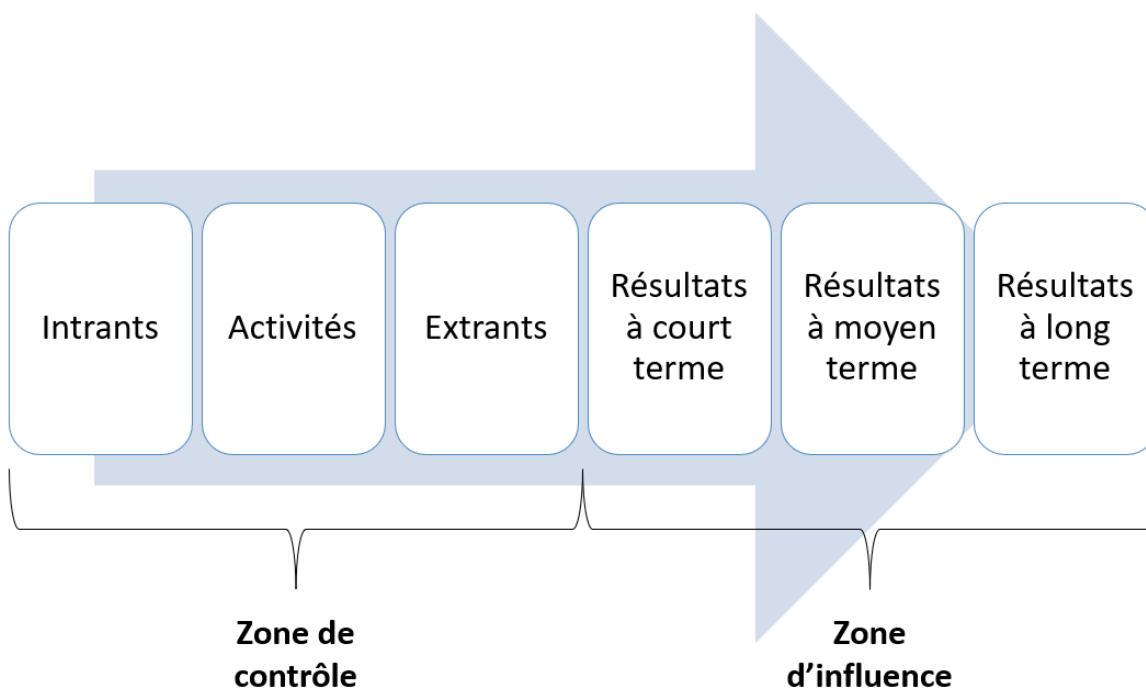 Intrants
Activités
Extrants
Résultats
à court
terme
Résultats
à moyen
terme
Résultats
à long
terme
Zone de
contrôle
Zone
d’influence